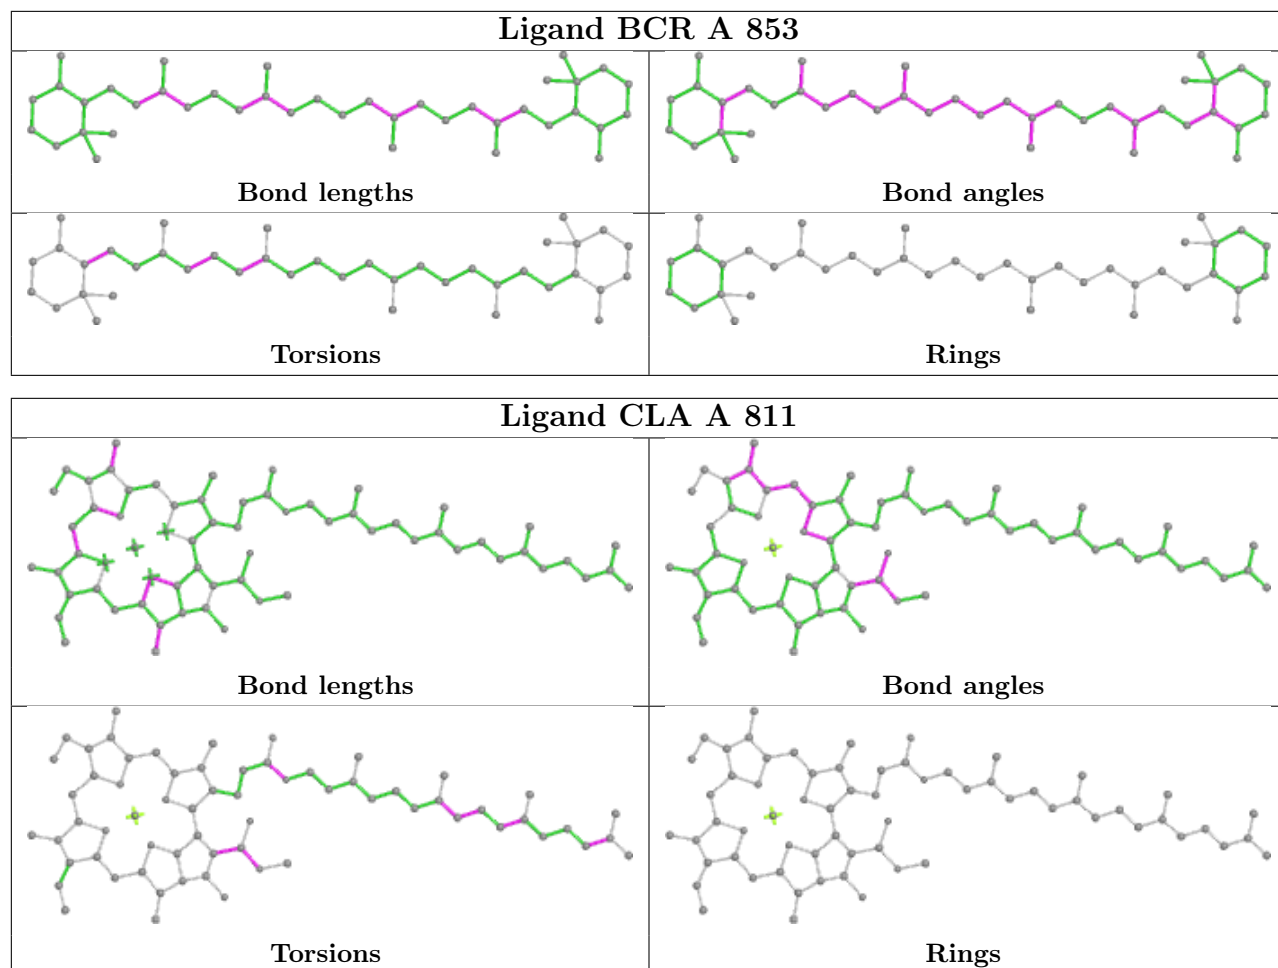 Ligand BCR A 853
Bond lengths
Bond angles
Torsions
Rings
Ligand CLA A 811
Bond lengths
Bond angles
Torsions
Rings